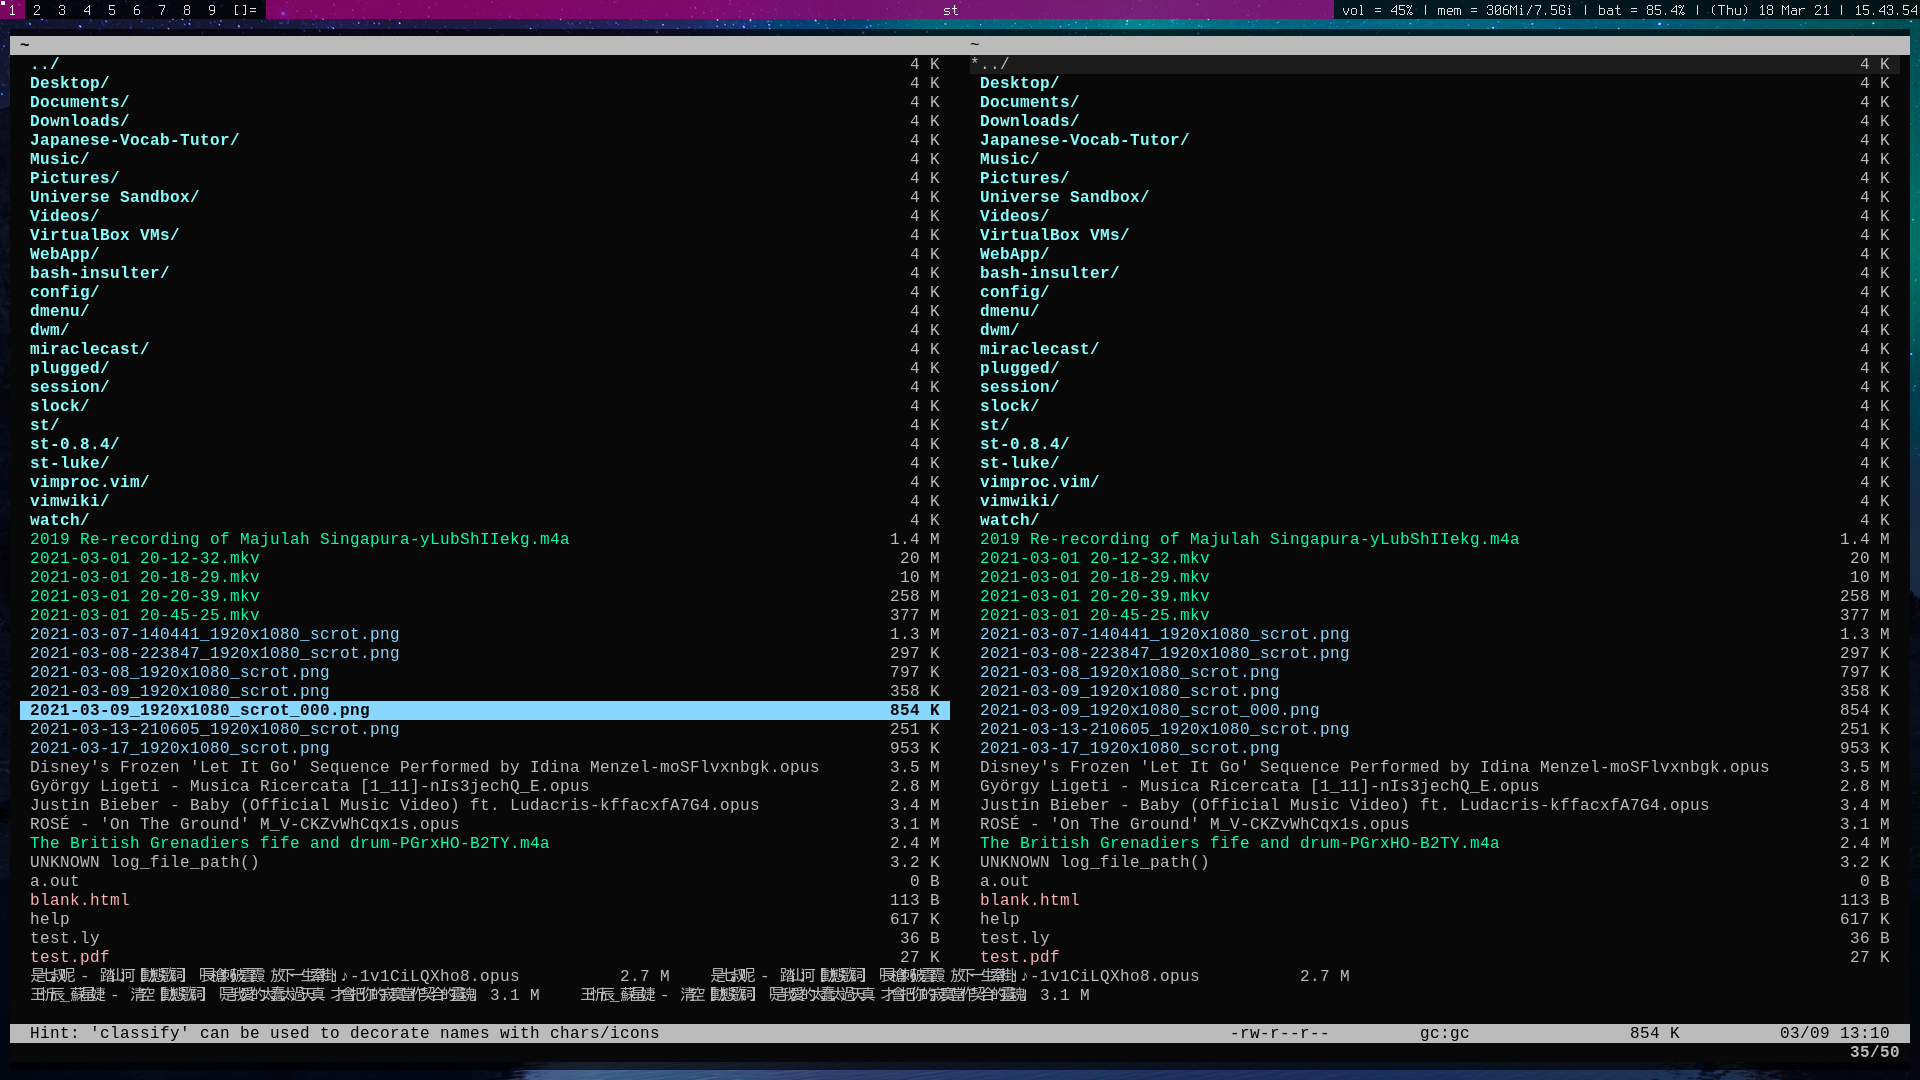 1 2 3 4 5 6 7 8 9 []= st vol = 45% | mem = 306Mi/7.5Gi | bat = 85.4% | (Thu) 18 Mar 21 | 15.43.54
~ ~
../ 4 K *../ 4 K
Desktop/ 4 K Desktop/ 4 K
Documents/ 4 K Documents/ 4 K
Downloads/ 4 K Downloads/ 4 K
Japanese-Vocab-Tutor/ 4 K Japanese-Vocab-Tutor/ 4 K
Music/ 4 K Music/ 4 K
Pictures/ 4 K Pictures/ 4 K
Universe Sandbox/ 4 K Universe Sandbox/ 4 K
Videos/ 4 K Videos/ 4 K
VirtualBox VMs/ 4 K VirtualBox VMs/ 4 K
WebApp/ 4 K WebApp/ 4 K
bash-insulter/ 4 K bash-insulter/ 4 K
config/ 4 K config/ 4 K
dmenu/ 4 K dmenu/ 4 K
dwm/ 4 K dwm/ 4 K
miraclecast/ 4 K miraclecast/ 4 K
plugged/ 4 K plugged/ 4 K
session/ 4 K session/ 4 K
slock/ 4 K slock/ 4 K
st/ 4 K st/ 4 K
st-0.8.4/ 4 K st-0.8.4/ 4 K
st-luke/ 4 K st-luke/ 4 K
vimproc.vim/ 4 K vimproc.vim/ 4 K
vimwiki/ 4 K vimwiki/ 4 K
watch/ 4 K watch/ 4 K
2019 Re-recording of Majulah Singapura-yLubShIIekg.m4a 1.4 M 2019 Re-recording of Majulah Singapura-yLubShIIekg.m4a 1.4 M
2021-03-01 20-12-32.mkv 20 M 2021-03-01 20-12-32.mkv 20 M
2021-03-01 20-18-29.mkv 10 M 2021-03-01 20-18-29.mkv 10 M
2021-03-01 20-20-39.mkv 258 M 2021-03-01 20-20-39.mkv 258 M
2021-03-01 20-45-25.mkv 377 M 2021-03-01 20-45-25.mkv 377 M
2021-03-07-140441_1920x1080_scrot.png 1.3 M 2021-03-07-140441_1920x1080_scrot.png 1.3 M
2021-03-08-223847_1920x1080_scrot.png 297 K 2021-03-08-223847_1920x1080_scrot.png 297 K
2021-03-08_1920x1080_scrot.png 797 K 2021-03-08_1920x1080_scrot.png 797 K
2021-03-09_1920x1080_scrot.png 358 K 2021-03-09_1920x1080_scrot.png 358 K
2021-03-09_1920x1080_scrot_000.png 854 K 2021-03-09_1920x1080_scrot_000.png 854 K
2021-03-13-210605_1920x1080_scrot.png 251 K 2021-03-13-210605_1920x1080_scrot.png 251 K
2021-03-17_1920x1080_scrot.png 953 K 2021-03-17_1920x1080_scrot.png 953 K
Disney's Frozen 'Let It Go' Sequence Performed by Idina Menzel-moSFlvxnbgk.opus 3.5 M Disney's Frozen 'Let It Go' Sequence Performed by Idina Menzel-moSFlvxnbgk.opus 3.5 M
György Ligeti - Musica Ricercata [1_11]-nIs3jechQ_E.opus 2.8 M György Ligeti - Musica Ricercata [1_11]-nIs3jechQ_E.opus 2.8 M
Justin Bieber - Baby (Official Music Video) ft. Ludacris-kffacxfA7G4.opus 3.4 M Justin Bieber - Baby (Official Music Video) ft. Ludacris-kffacxfA7G4.opus 3.4 M
ROSÉ - 'On The Ground' M_V-CKZvWhCqx1s.opus 3.1 M ROSÉ - 'On The Ground' M_V-CKZvWhCqx1s.opus 3.1 M
The British Grenadiers fife and drum-PGrxHO-B2TY.m4a 2.4 M The British Grenadiers fife and drum-PGrxHO-B2TY.m4a 2.4 M
UNKNOWN log_file_path() 3.2 K UNKNOWN log_file_path() 3.2 K
a.out 0 B a.out 0 B
blank.html 113 B blank.html 113 B
help 617 K help 617 K
test.ly 36 B test.ly 36 B
test.pdf 27 K test.pdf 27 K
是七叔呢 - 踏山河 ♪-1v1CiLQXho8.opus 2.7 M 是七叔呢 - 踏山河 ♪-1v1CiLQXho8.opus 2.7 M
3.1 M 3.1 M
Hint: 'classify' can be used to decorate names with chars/icons -rw-r--r-- gc:gc 854 K 03/09 13:10
35/50